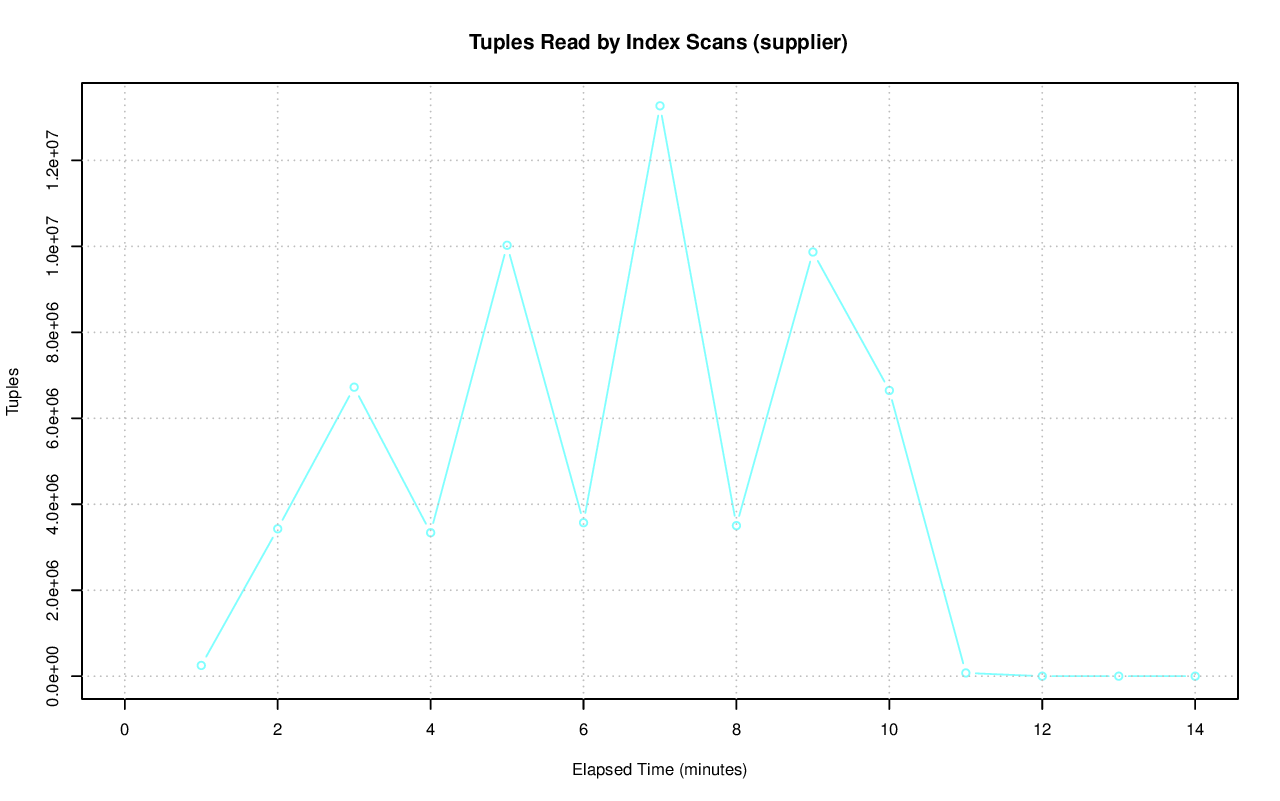 Tuples Read by Index Scans (supplier)
Tuples
1.2e+07
1.0e+07
8.0e+06
6.0e+06
4.0e+06
2.0e+06
0.0e+00
0 2 4 6 8 10 12 14
Elapsed Time (minutes)